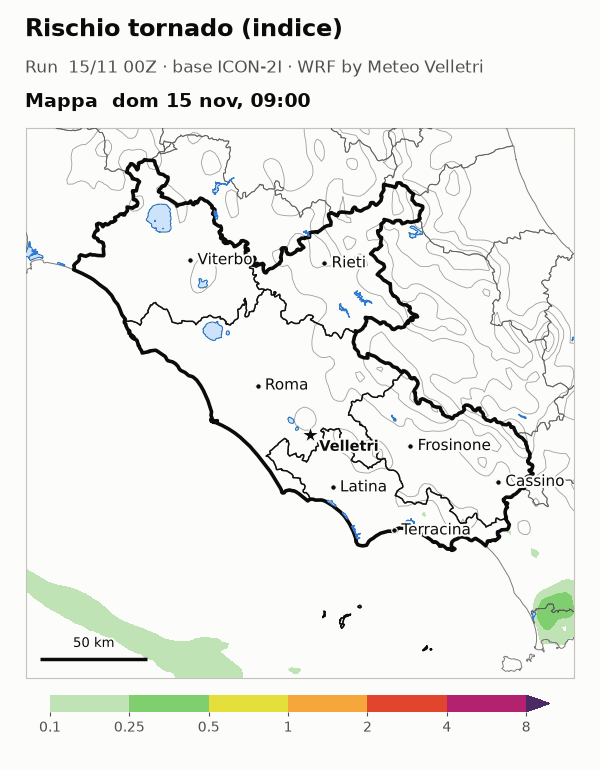 Rischio tornado (indice)
Run 15/11 00Z · base ICON-2I · WRF by Meteo Velletri
Mappa dom 15 nov, 09:00
Viterbo
Rieti
Roma
Velletri
Frosinone
Latina
Cassino
Terracina
50 km
0.1 0.25 0.5 1 2 4 8